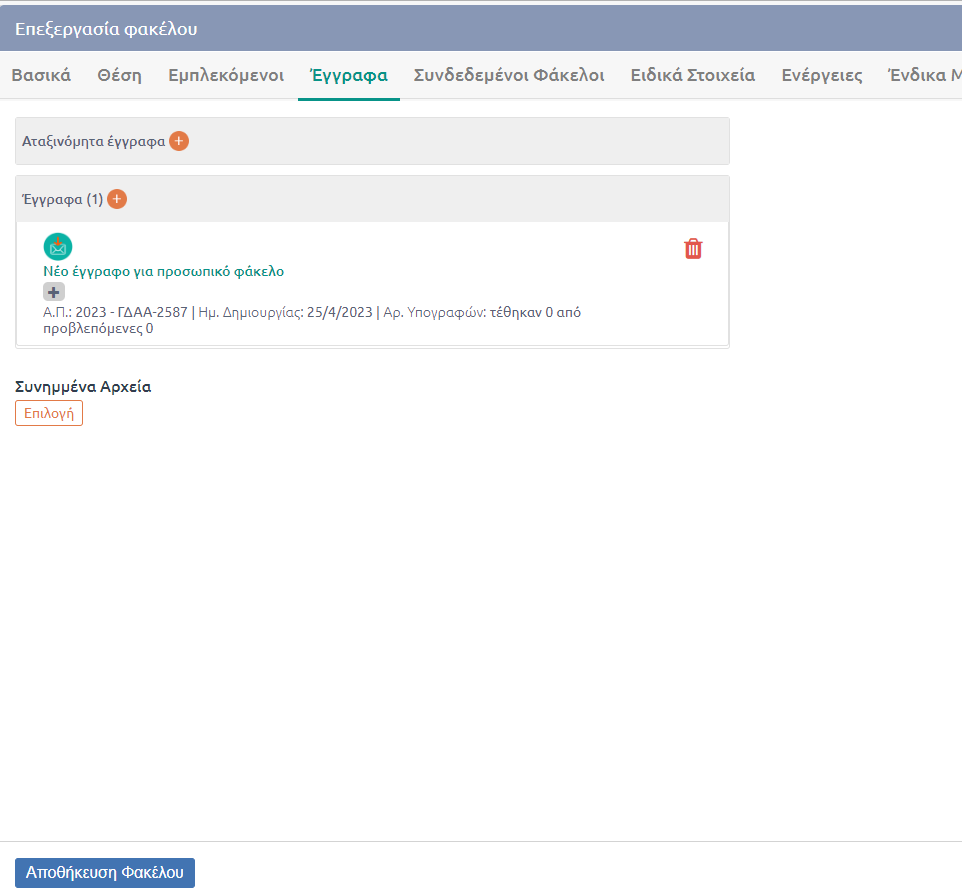 Επεξεργασία φακέλου
Βασικά Θέση Εμπλεκόμενοι Έγγραφα Συνδεδεμένοι Φάκελοι Ειδικά Στοιχεία Ενέργειες Ένδικα Μ
Αταξινόμητα έγγραφα
Έγγραφα (1)
Νέο έγγραφο για προσωπικό φάκελο
Α.Π.: 2023 - ΓΔΑΑ-2587 | Ημ. Δημιουργίας: 25/4/2023 | Αρ. Υπογραφών: τέθηκαν 0 από
προβλεπόμενες 0
Συνημμένα Αρχεία
Επιλογή
Αποθήκευση Φακέλου